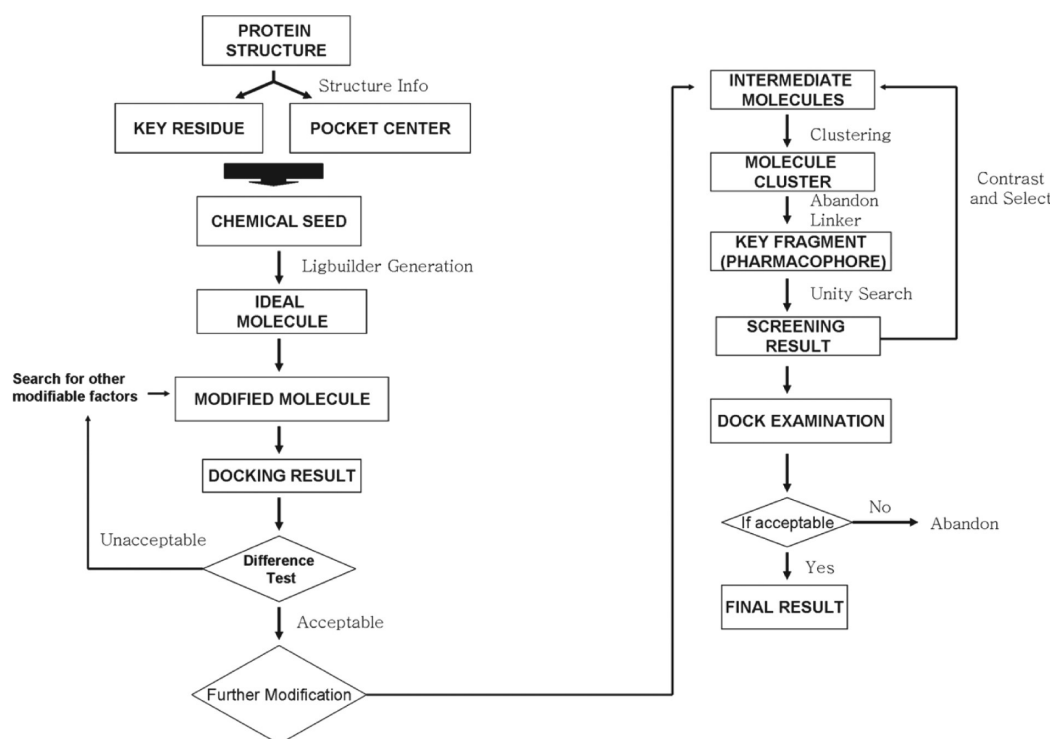 PROTEIN
STRUCTURE
Structure Info
KEY RESIDUE
POCKET CENTER
CHEMICAL SEED
Ligbuilder Generation
IDEAL
MOLECULE
Search for other
modifiable factors
MODIFIED MOLECULE
DOCKING RESULT
Unacceptable
Difference
Test
Acceptable
Further Modification
INTERMEDIATE
MOLECULES
Clustering
MOLECULE
CLUSTER
Contrast
and Select
Abandon
Linker
KEY FRAGMENT
(PHARMACOPHORE)
Unity Search
SCREENING
RESULT
DOCK EXAMINATION
If acceptable
No
Abandon
Yes
FINAL RESULT